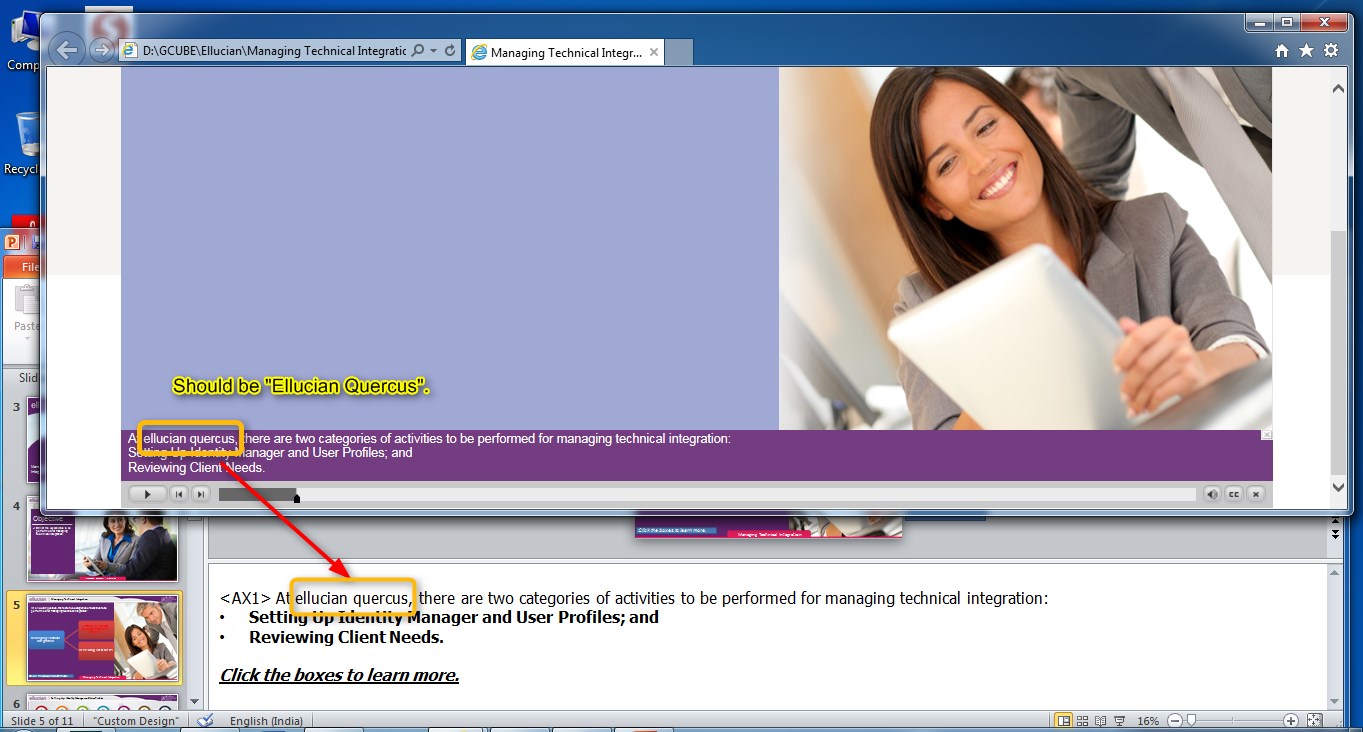 Comp
Recycl
D:\GCUBE\Ellucian\Managing Technical Integratic
Managing Technical Integr...
Should be "Ellucian Quercus".
At ellucian quercus, there are two categories of activities to be performed for managing technical integration:
Setting Up Identity Manager and User Profiles; and
Reviewing Client Needs.
CC
File
Paste
Slid
3
4
Objective
5
6
Click the boxes to learn more.
Managing Technical Integration
<AX1> At ellucian quercus, there are two categories of activities to be performed for managing technical integration:
• Setting Up Identity Manager and User Profiles; and
• Reviewing Client Needs.
Click the boxes to learn more.
Slide 5 of 11
"Custom Design"
English (India)
16%